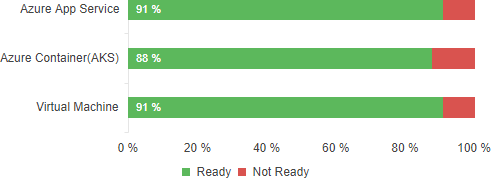 Azure App Service 91 %
Azure Container(AKS) 88 %
Virtual Machine 91 %
0 % 20 % 40 % 60 % 80 % 100 %
Ready Not Ready